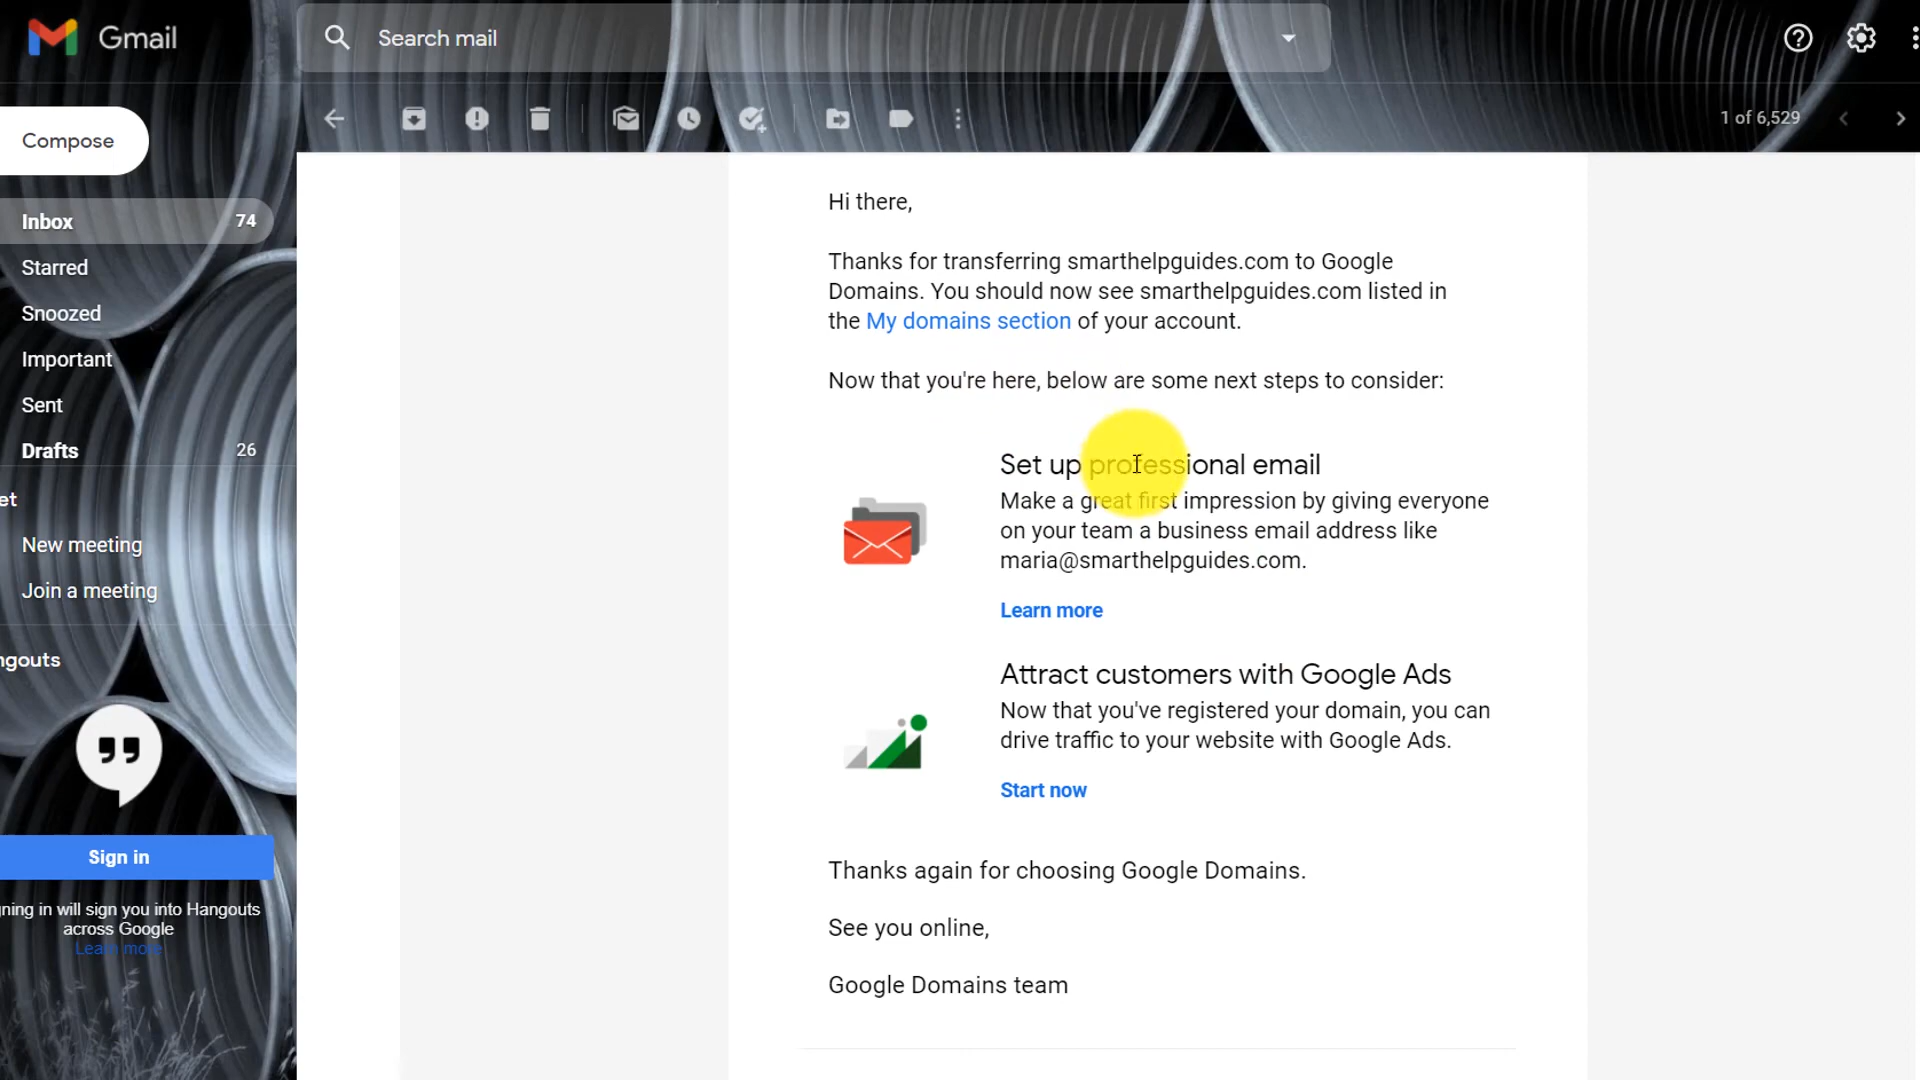 Gmail
Search mail
Compose
1 of 6,529
Inbox 74
Starred
Snoozed
Important
Sent
Drafts 26
et
New meeting
Join a meeting
ngouts
Sign in
ning in will sign you into Hangouts
across Google
Learn more
Hi there,
Thanks for transferring smarthelpguides.com to Google
Domains. You should now see smarthelpguides.com listed in
the My domains section of your account.
Now that you're here, below are some next steps to consider:
Set up professional email
Make a great first impression by giving everyone
on your team a business email address like
maria@smarthelpguides.com.
Learn more
Attract customers with Google Ads
Now that you've registered your domain, you can
drive traffic to your website with Google Ads.
Start now
Thanks again for choosing Google Domains.
See you online,
Google Domains team